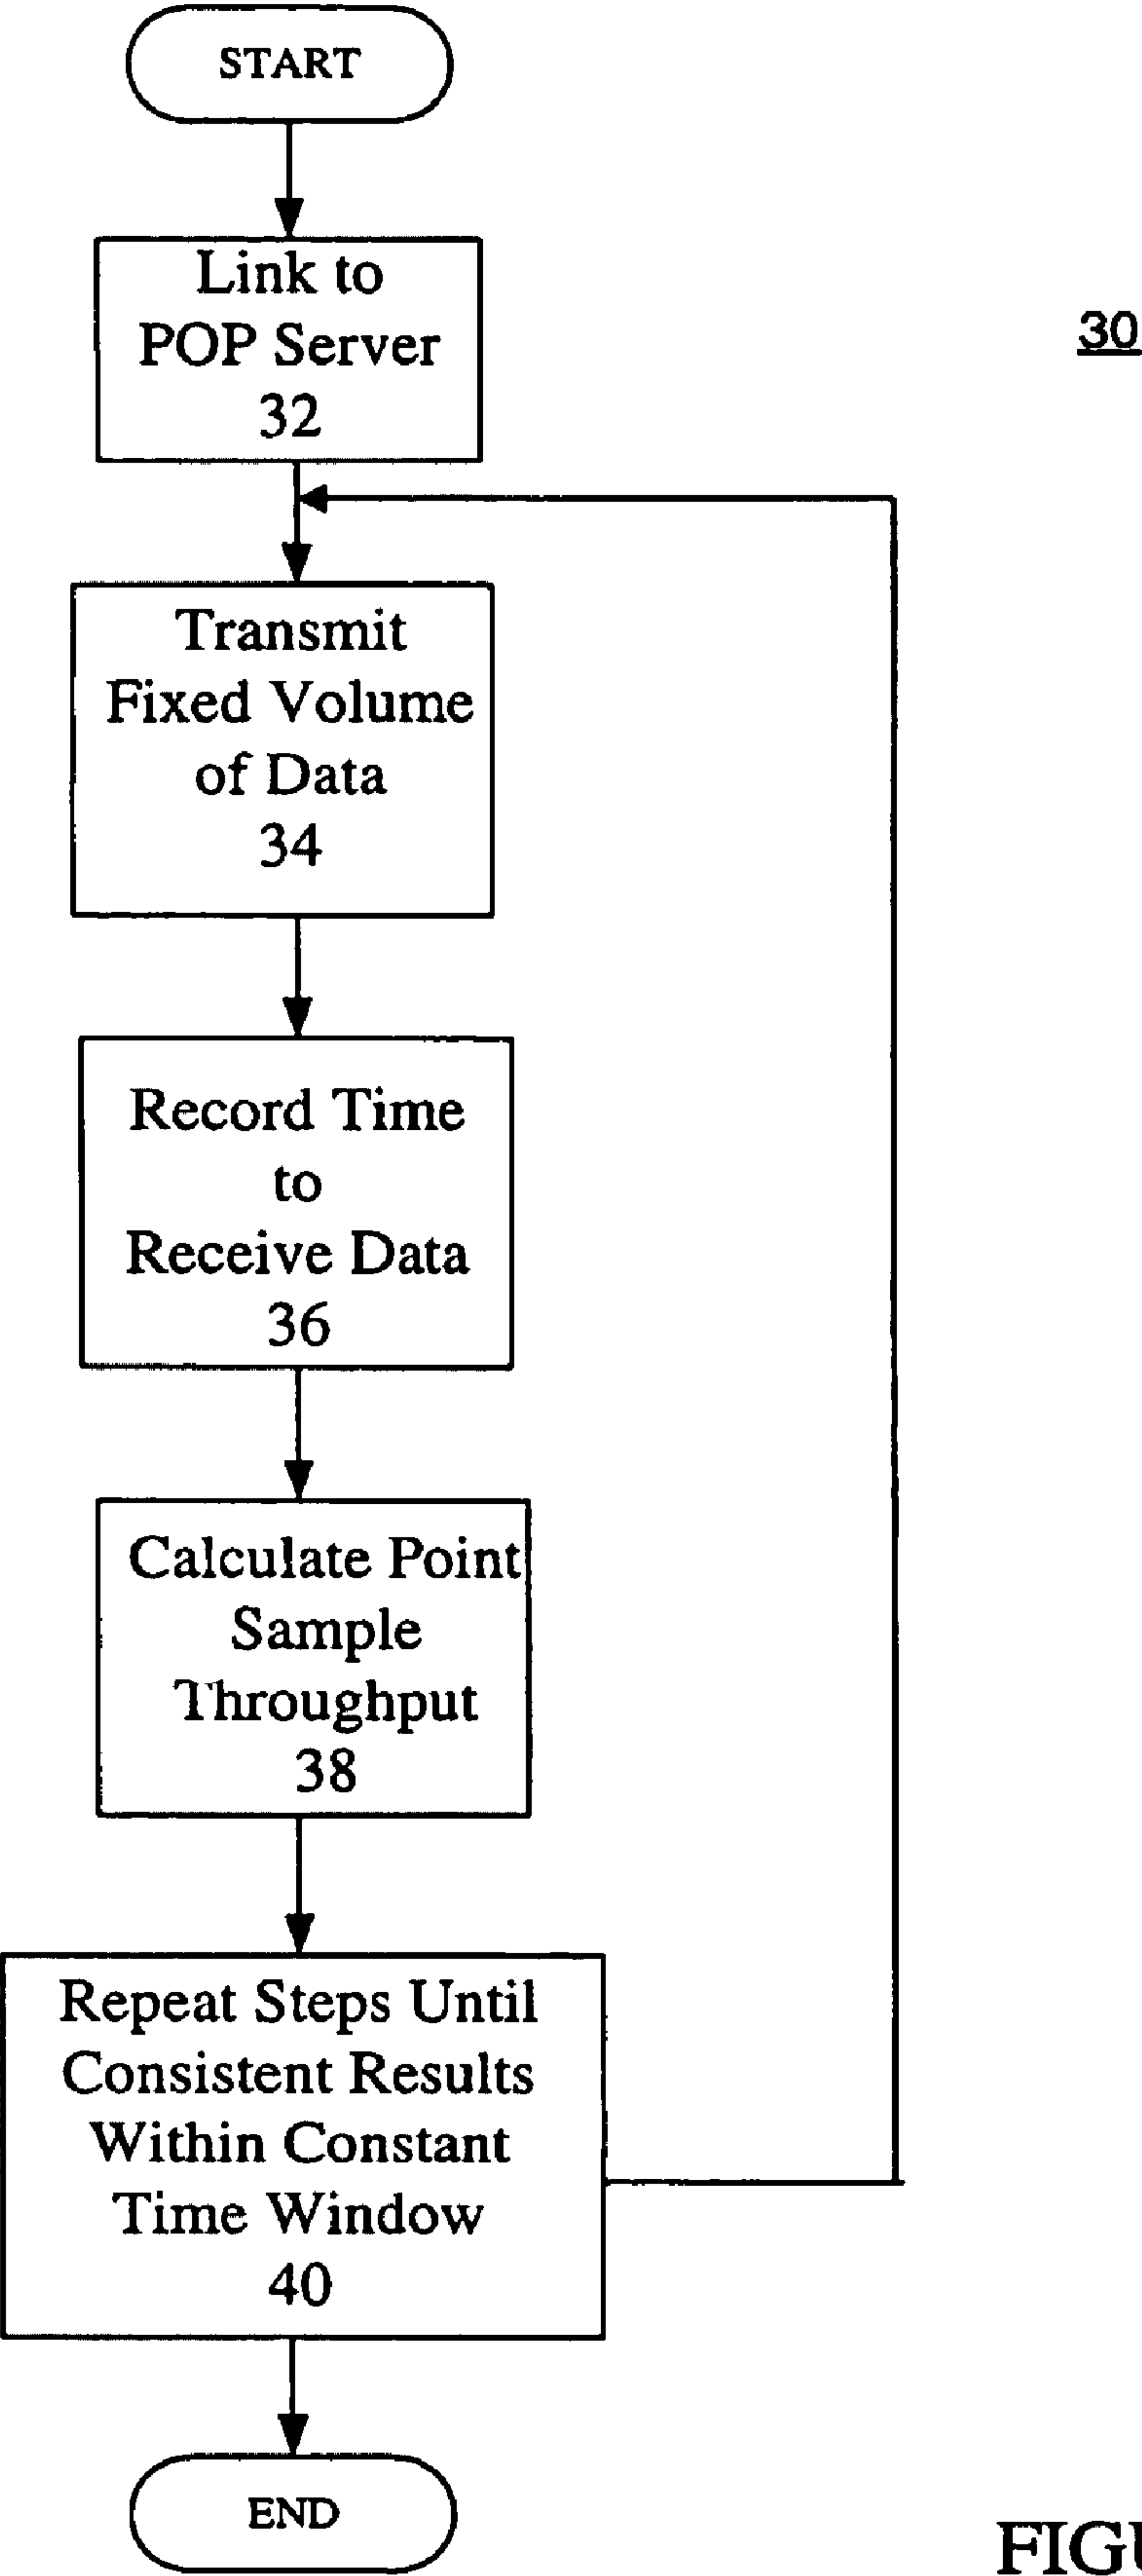 START
Link to
POP Server
32
30
Transmit
Fixed Volume
of Data
34
Record Time
to
Receive Data
36
Calculate Point
Sample
Throughput
38
Repeat Steps Until
Consistent Results
Within Constant
Time Window
40
END